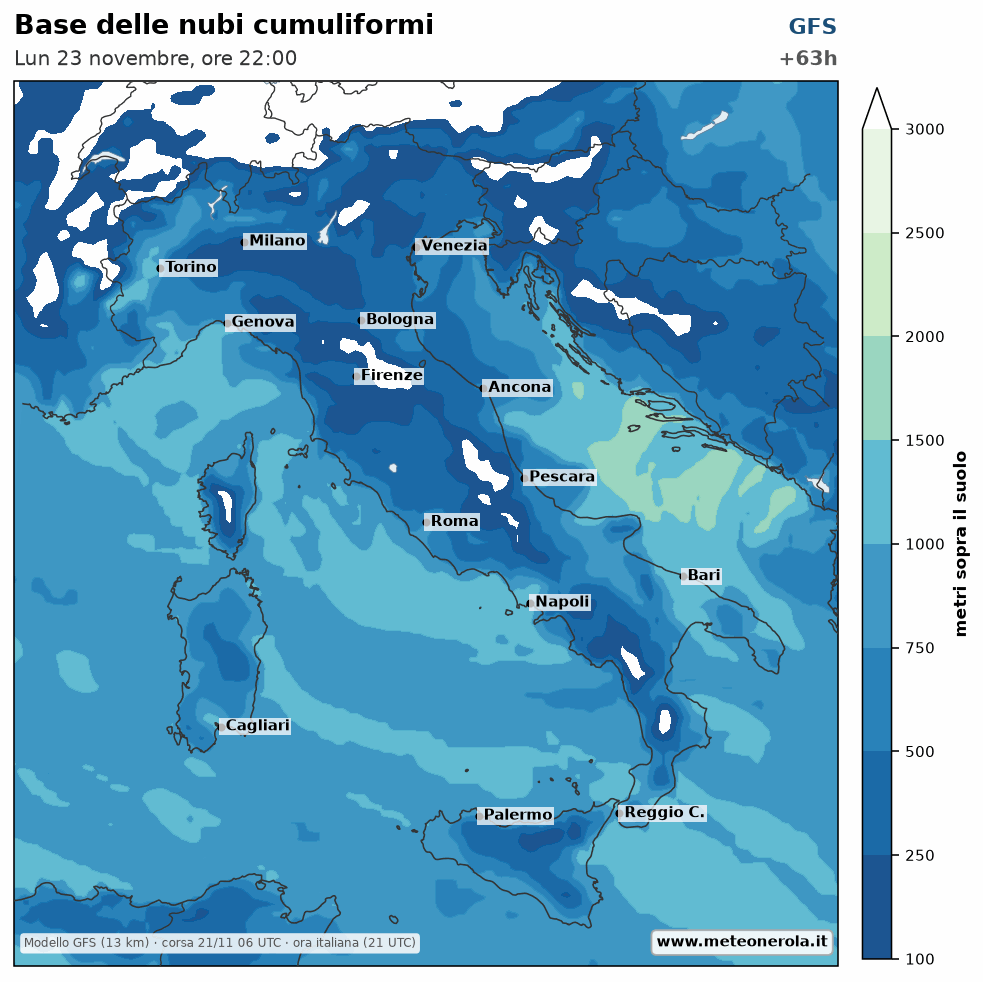 Base delle nubi cumuliformi
GFS
Lun 23 novembre, ore 22:00
+63h
3000
2500
2000
1500
1000
750
500
250
100
metri sopra il suolo
Milano
Venezia
Torino
Genova
Bologna
Firenze
Ancona
Pescara
Roma
Bari
Napoli
Cagliari
Palermo
Reggio C.
Modello GFS (13 km) · corsa 21/11 06 UTC · ora italiana (21 UTC)
www.meteonerola.it